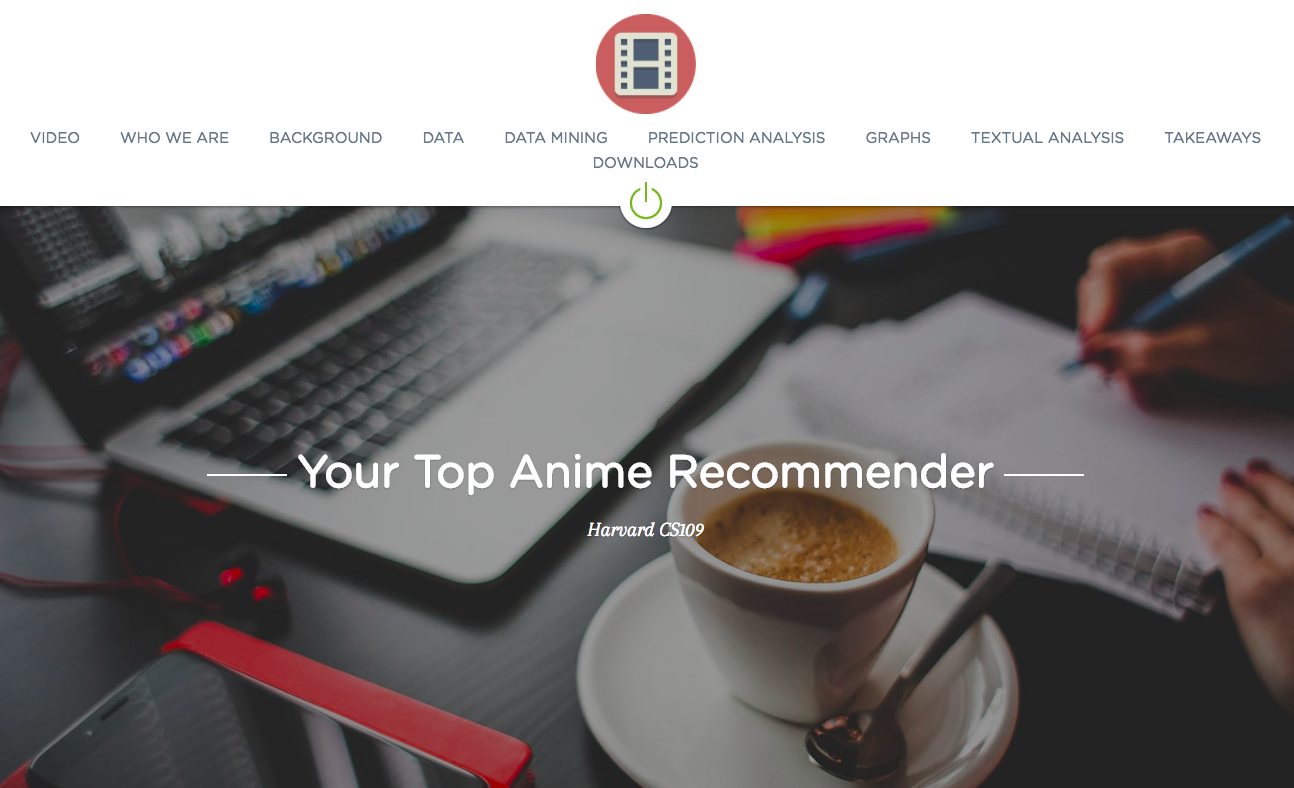 VIDEO WHO WE ARE BACKGROUND DATA DATA MINING PREDICTION ANALYSIS GRAPHS TEXTUAL ANALYSIS TAKEAWAYS
DOWNLOADS
Your Top Anime Recommender
Harvard CS109